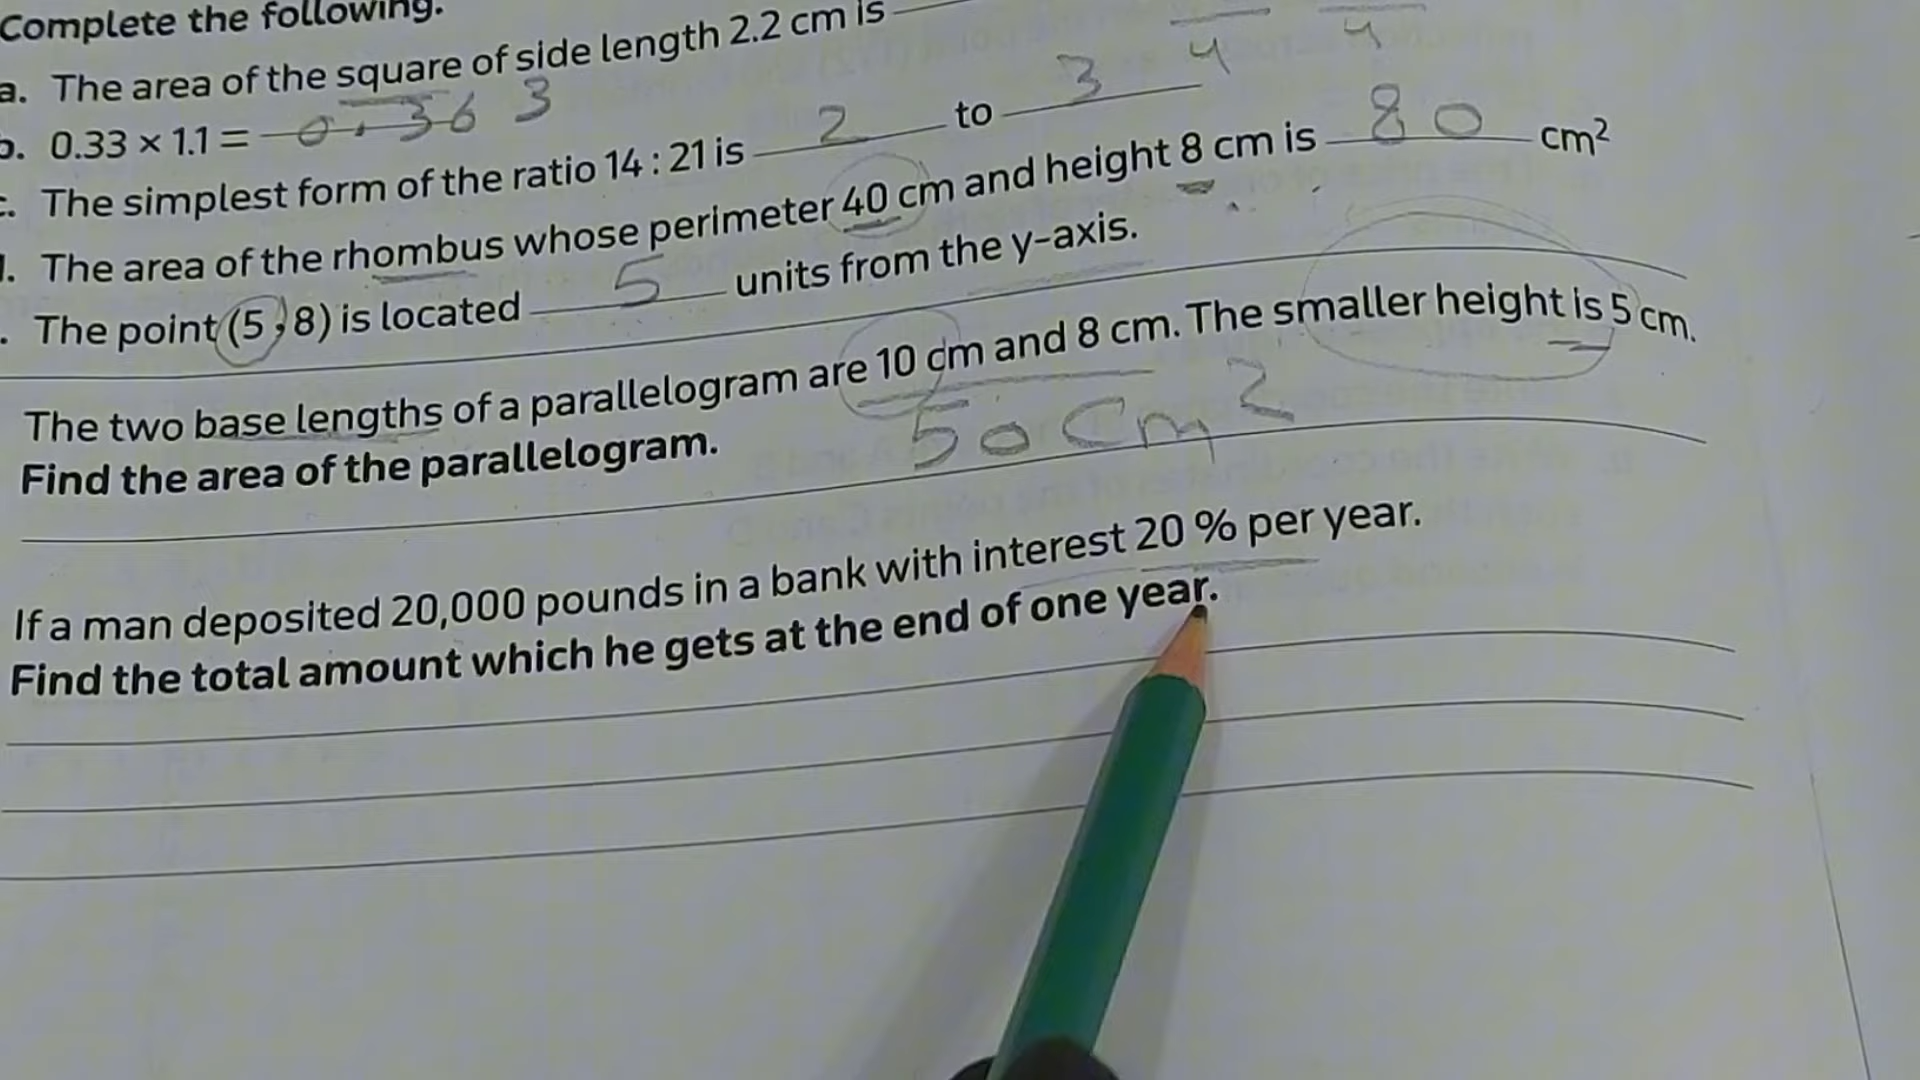 Complete the following.
a. The area of the square of side length 2.2 cm is
b. 0.33 × 1.1 = 0.363
c. The simplest form of the ratio 14 : 21 is 2 to 3
The area of the rhombus whose perimeter 40 cm and height 8 cm is 80 cm²
The point (5, 8) is located 5 units from the y-axis.
The two base lengths of a parallelogram are 10 cm and 8 cm. The smaller height is 5 cm.
Find the area of the parallelogram.
50 cm 2
If a man deposited 20,000 pounds in a bank with interest 20 % per year.
Find the total amount which he gets at the end of one year.